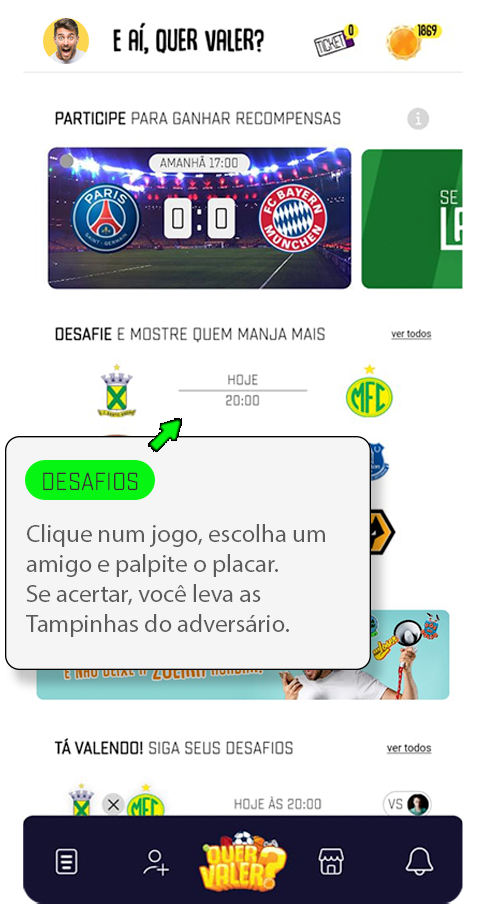 E AÍ, QUER VALER?
TICKET
0
1869
PARTICIPE PARA GANHAR RECOMPENSAS
i
AMANHÃ 17:00
PARIS
SAINT-GERMAIN
0 : 0
FC BAYERN
MÜNCHEN
SE
DESAFIE E MOSTRE QUEM MANJA MAIS
ver todos
HOJE
20:00
MFC
DESAFIOS
Clique num jogo, escolha um
amigo e palpite o placar.
Se acertar, você leva as
Tampinhas do adversário.
E NÃO DEIXE A ZOEIRA
TÁ VALENDO! SIGA SEUS DESAFIOS
ver todos
MFC
HOJE ÀS 20:00
VS
QUER
VALER?